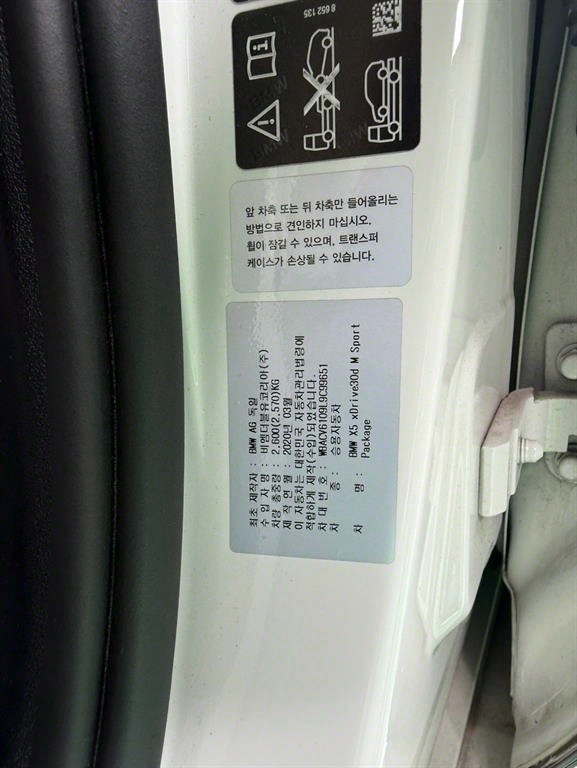 8 652 135
앞 차축 또는 뒤 차축만 들어올리는
방법으로 견인하지 마십시오.
휠이 잠길 수 있으며, 트랜스퍼
케이스가 손상될 수 있습니다.
최초 제작자 : BMW AG 독일
수 입 자 명 : 비엠더블유코리아(주)
차량 총중량 : 2,600(2,570)KG
제 작 연 월 : 2020년 03월
이 자동차는 대한민국 자동차관리법령에
적합하게 제작(수입)되었습니다.
차 대 번 호 : WBACV6109L9C99651
차 종 : 승용자동차
차 명 : BMW X5 xDrive30d M Sport
Package